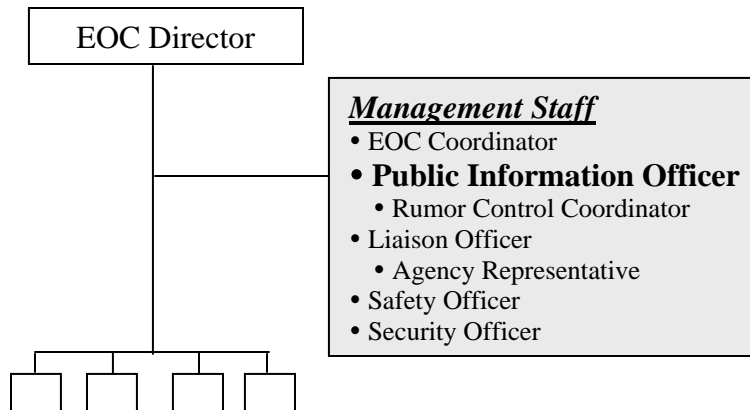 EOC Director
Management Staff
• EOC Coordinator
• Public Information Officer
• Rumor Control Coordinator
• Liaison Officer
• Agency Representative
• Safety Officer
• Security Officer